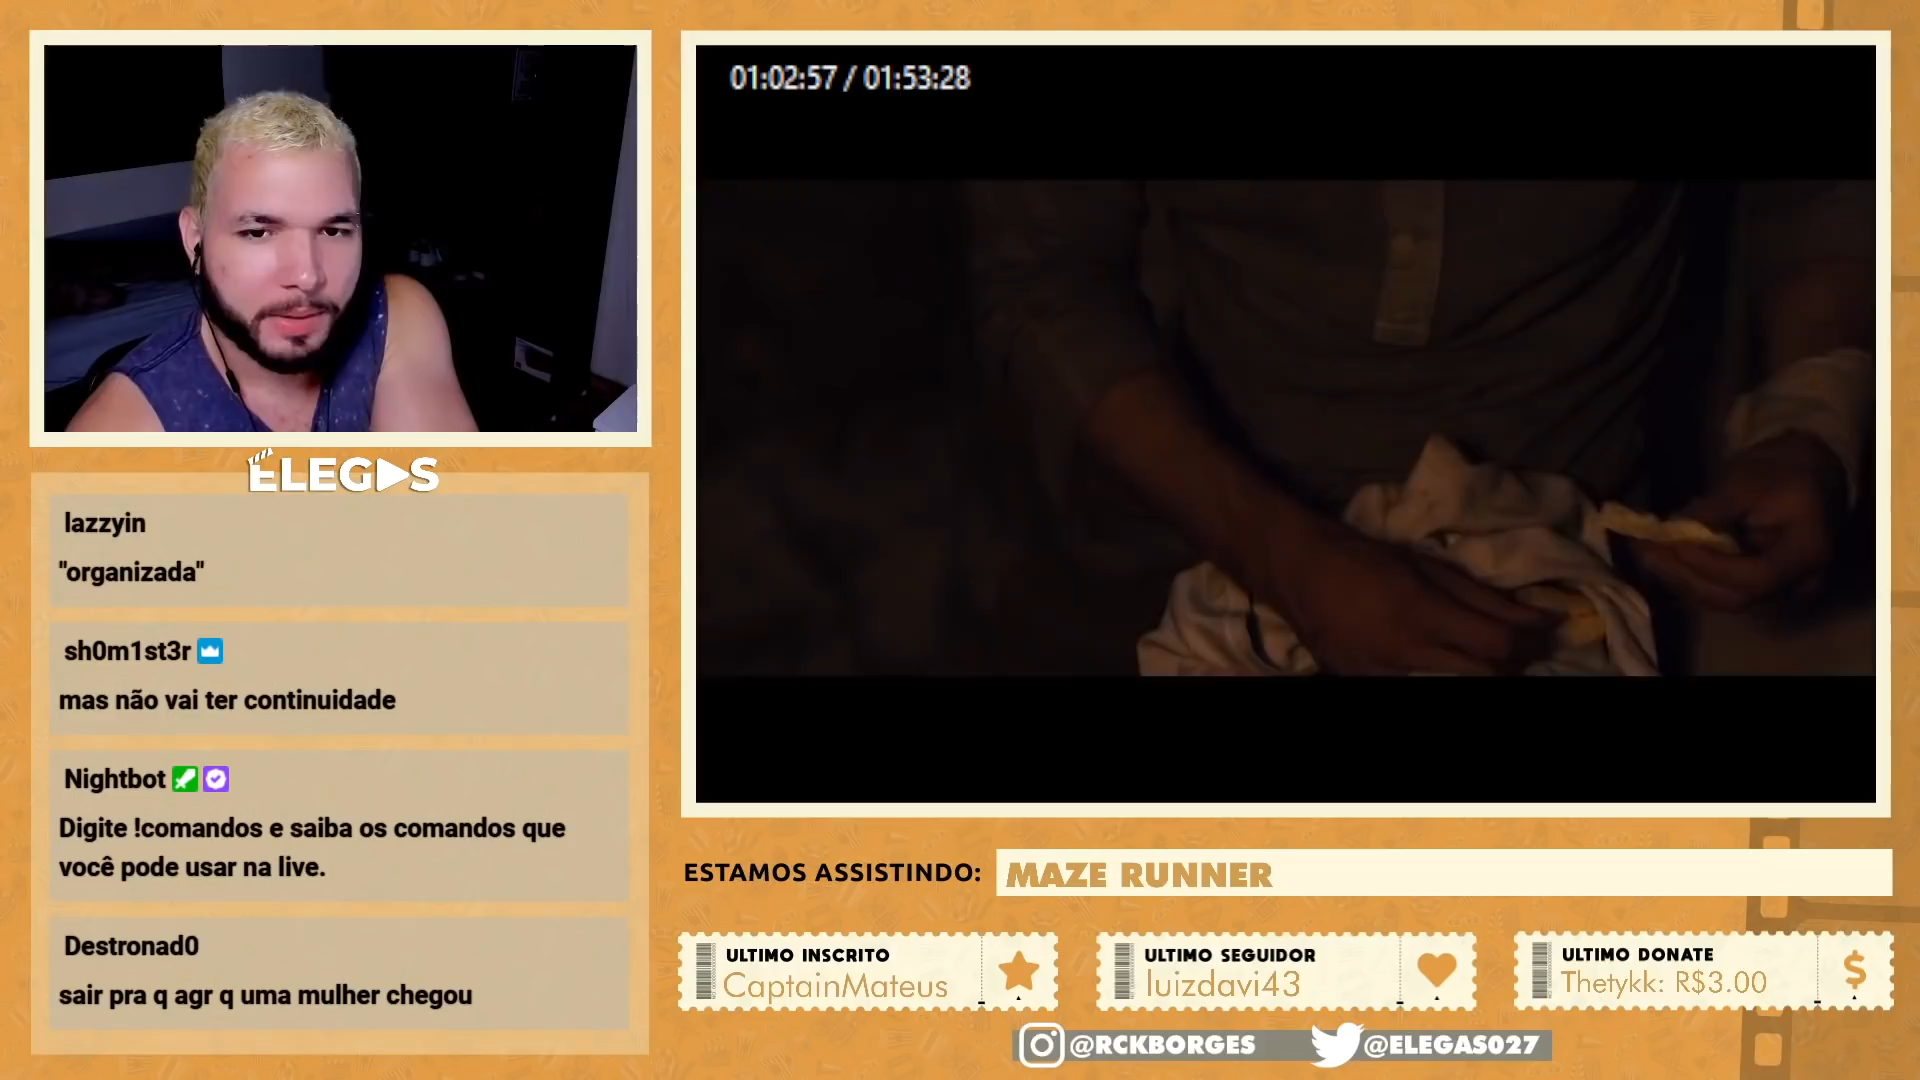 01:02:57 / 01:53:28
ELEGAS
lazzyin
"organizada"
sh0m1st3r
mas não vai ter continuidade
Nightbot
Digite !comandos e saiba os comandos que
você pode usar na live.
Destronad0
sair pra q agr q uma mulher chegou
ESTAMOS ASSISTINDO: MAZE RUNNER
ULTIMO INSCRITO
CaptainMateus
ULTIMO SEGUIDOR
luizdavi43
ULTIMO DONATE
Thetykk: R$3.00
@RCKBORGES
@ELEGAS027